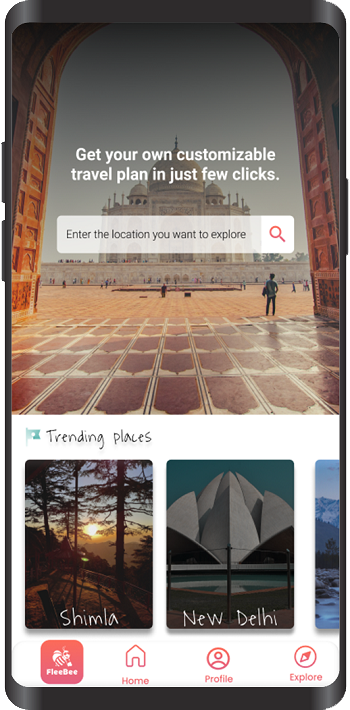 Get your own customizable
travel plan in just few clicks.
Enter the location you want to explore
Trending places
Shimla
New Delhi
FleeBee
Home
Profile
Explore